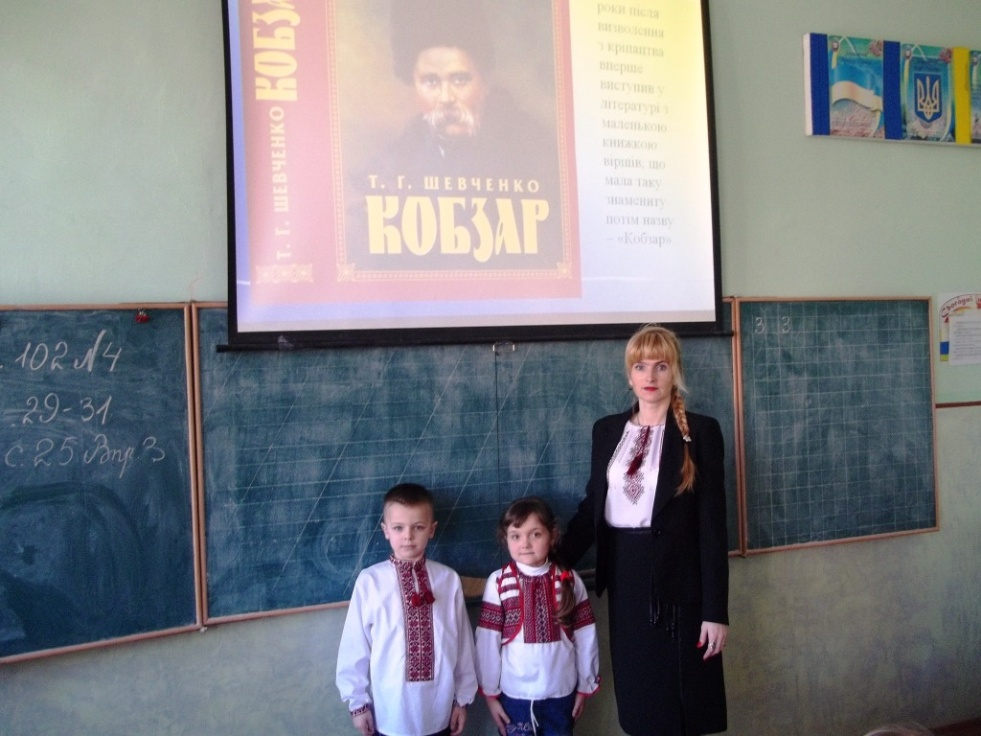 КОБЗАР
Т. Г. ШЕВЧЕНКО
Т. Г. ШЕВЧЕНКО
КОБЗАР
роки після
визволення
з кріпацтва
вперше
виступив у
літературі з
маленькою
книжкою
віршів, що
мала таку
знамениту
потім назву
– «Кобзар»
. 102 №4
.29-31
с. 25 Впр 3
3 3